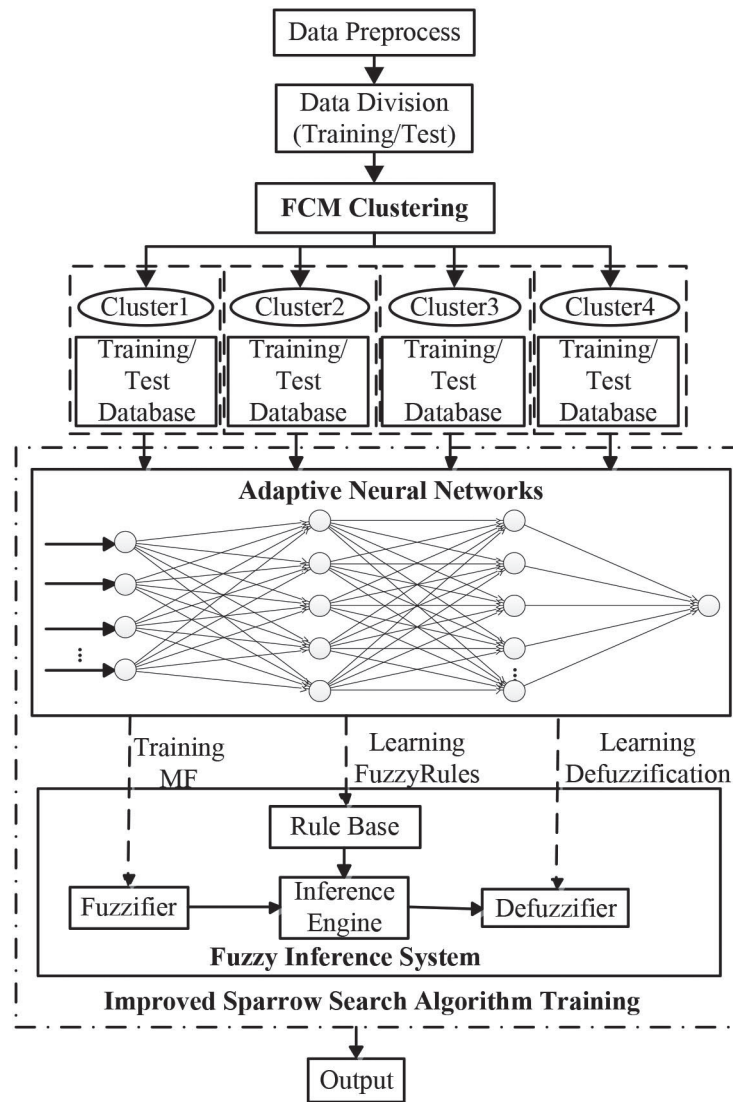 Data Preprocess
Data Division
(Training/Test)
FCM Clustering
Cluster1
Cluster2
Cluster3
Cluster4
Training/
Test
Database
Training/
Test
Database
Training/
Test
Database
Training/
Test
Database
Adaptive Neural Networks
...
...
Training
MF
Learning
FuzzyRules
Learning
Defuzzification
Rule Base
Fuzzifier
Inference
Engine
Defuzzifier
Fuzzy Inference System
Improved Sparrow Search Algorithm Training
Output